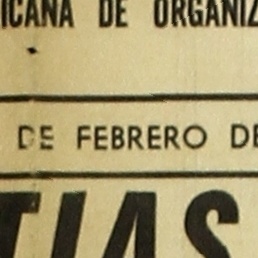 ICANA DE ORGANIZ
DE FEBRERO DE
TIAS